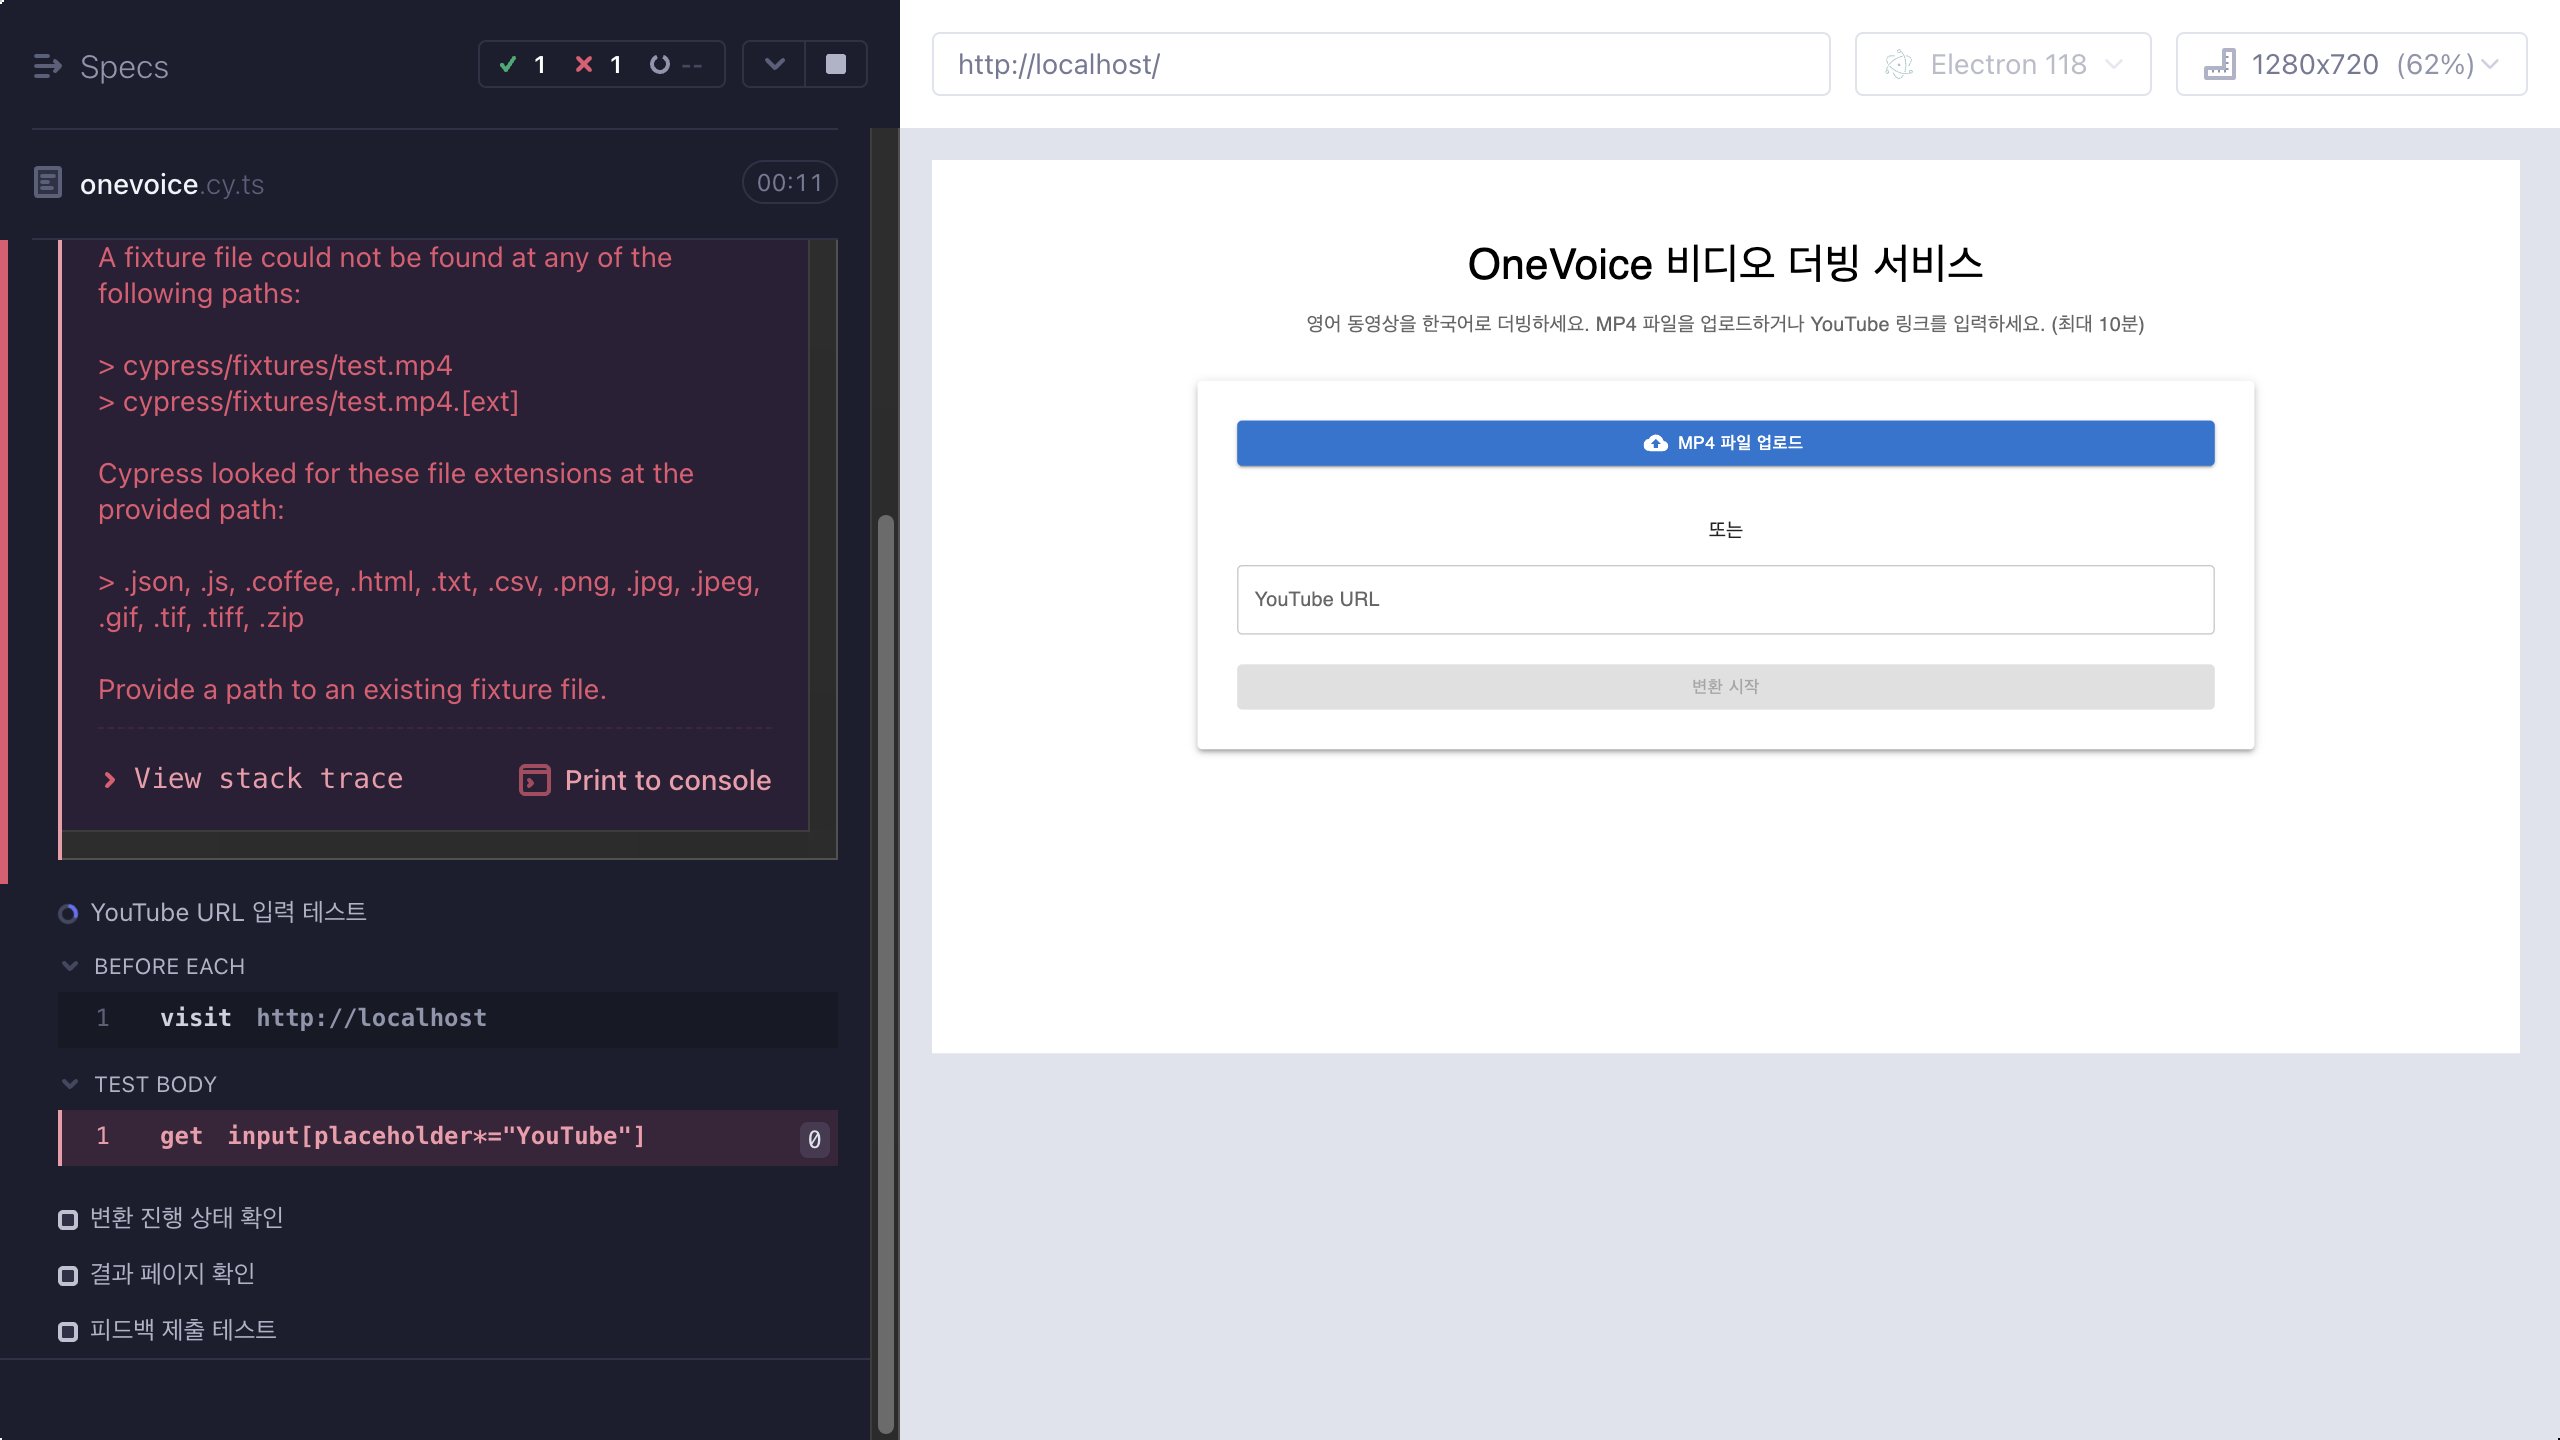 Specs
1
1
--
onevoice.cy.ts
00:11
A fixture file could not be found at any of the
following paths:
> cypress/fixtures/test.mp4
> cypress/fixtures/test.mp4.[ext]
Cypress looked for these file extensions at the
provided path:
> .json, .js, .coffee, .html, .txt, .csv, .png, .jpg, .jpeg,
.gif, .tif, .tiff, .zip
Provide a path to an existing fixture file.
View stack trace
Print to console
YouTube URL 입력 테스트
BEFORE EACH
1 visit http://localhost
TEST BODY
1 get input[placeholder*="YouTube"] 0
변환 진행 상태 확인
결과 페이지 확인
피드백 제출 테스트
http://localhost/
Electron 118
1280x720 (62%)
OneVoice 비디오 더빙 서비스
영어 동영상을 한국어로 더빙하세요. MP4 파일을 업로드하거나 YouTube 링크를 입력하세요. (최대 10분)
MP4 파일 업로드
또는
YouTube URL
변환 시작